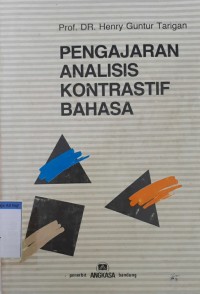 Prof. DR. Henry Guntur Tarigan
PENGAJARAN
ANALISIS
KONTRASTIF
BAHASA
penerbit ANGKASA bandung